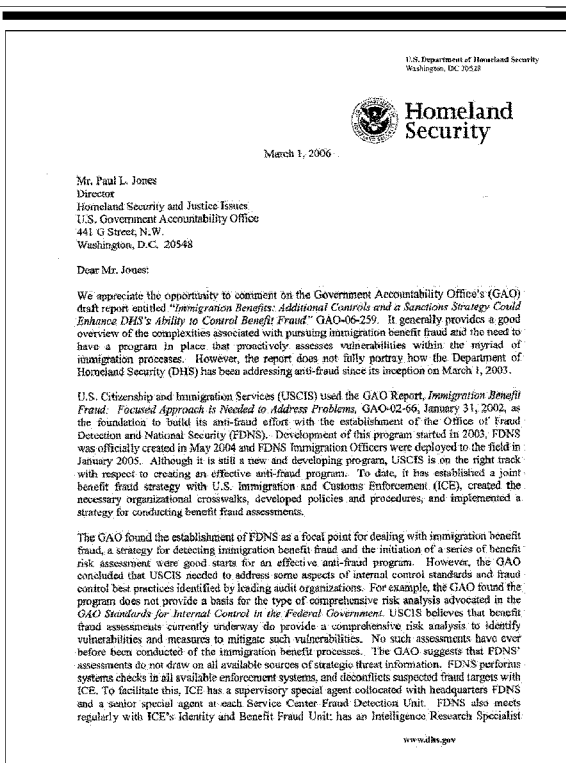 U.S. Department of Homeland Security
Washington, DC 20528
Homeland
Security
March 1, 2006
Mr. Paul L. Jones
Director
Homeland Security and Justice Issues
U.S. Government Accountability Office
441 G Street, N.W.
Washington, D.C. 20548
Dear Mr. Jones:
We appreciate the opportunity to comment on the Government Accountability Office's (GAO)
draft report entitled "Immigration Benefits: Additional Controls and a Sanctions Strategy Could
Enhance DHS's Ability to Control Benefit Fraud" GAO-06-259. It generally provides a good
overview of the complexities associated with pursuing immigration benefit fraud and the need to
have a program in place that proactively assesses vulnerabilities within the myriad of
immigration processes. However, the report does not fully portray how the Department of
Homeland Security (DHS) has been addressing anti-fraud since its inception on March 1, 2003.
U.S. Citizenship and Immigration Services (USCIS) used the GAO Report, Immigration Benefit
Fraud: Focused Approach is Needed to Address Problems, GAO-02-66, January 31, 2002, as
the foundation to build its anti-fraud effort with the establishment of the Office of Fraud
Detection and National Security (FDNS). Development of this program started in 2003, FDNS
was officially created in May 2004 and FDNS Immigration Officers were deployed to the field in
January 2005. Although it is still a new and developing program, USCIS is on the right track
with respect to creating an effective anti-fraud program. To date, it has established a joint
benefit fraud strategy with U.S. Immigration and Customs Enforcement (ICE), created the
necessary organizational crosswalks, developed policies and procedures, and implemented a
strategy for conducting benefit fraud assessments.
The GAO found the establishment of FDNS as a focal point for dealing with immigration benefit
fraud, a strategy for detecting immigration benefit fraud and the initiation of a series of benefit
risk assessment were good starts for an effective anti-fraud program. However, the GAO
concluded that USCIS needed to address some aspects of internal control standards and fraud
control best practices identified by leading audit organizations. For example, the GAO found the
program does not provide a basis for the type of comprehensive risk analysis advocated in the
GAO Standards for Internal Control in the Federal Government. USCIS believes that benefit
fraud assessments currently underway do provide a comprehensive risk analysis to identify
vulnerabilities and measures to mitigate such vulnerabilities. No such assessments have ever
before been conducted of the immigration benefit processes. The GAO suggests that FDNS'
assessments do not draw on all available sources of strategic threat information. FDNS performs
systems checks in all available enforcement systems, and deconflicts suspected fraud targets with
ICE. To facilitate this, ICE has a supervisory special agent collocated with headquarters FDNS
and a senior special agent at each Service Center Fraud Detection Unit. FDNS also meets
regularly with ICE's Identity and Benefit Fraud Unit; has an Intelligence Research Specialist
www.dhs.gov